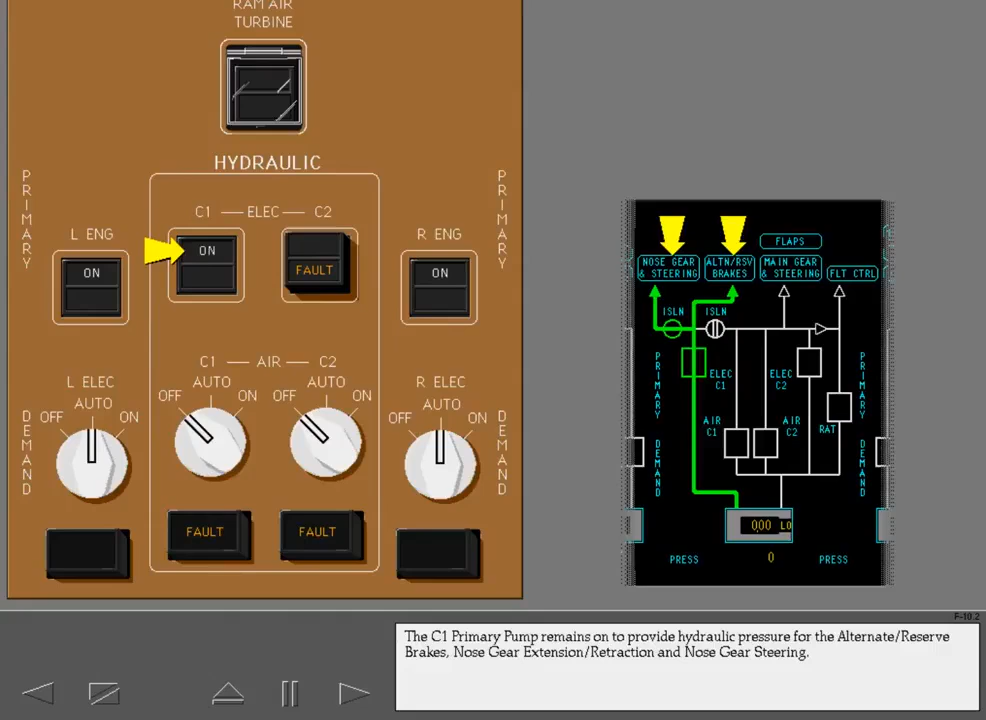 RAM AIR
TURBINE
HYDRAULIC
PRIMARY
PRIMARY
C1 ELEC C2
L ENG
ON
ON
FAULT
R ENG
ON
C1 AIR C2
L ELEC
OFF AUTO ON
OFF AUTO ON
OFF AUTO ON
R ELEC
OFF AUTO ON
DEMAND
DEMAND
FAULT
FAULT
FLAPS
NOSE GEAR
& STEERING
ALTN/RSV
BRAKES
MAIN GEAR
& STEERING
FLT CTRL
ISLN
ISLN
PRIMARY
PRIMARY
ELEC
C1
ELEC
C2
AIR
C1
AIR
C2
RAT
DEMAND
DEMAND
0.00 LO
PRESS
0
PRESS
F-10.2
The C1 Primary Pump remains on to provide hydraulic pressure for the Alternate/Reserve
Brakes, Nose Gear Extension/Retraction and Nose Gear Steering.